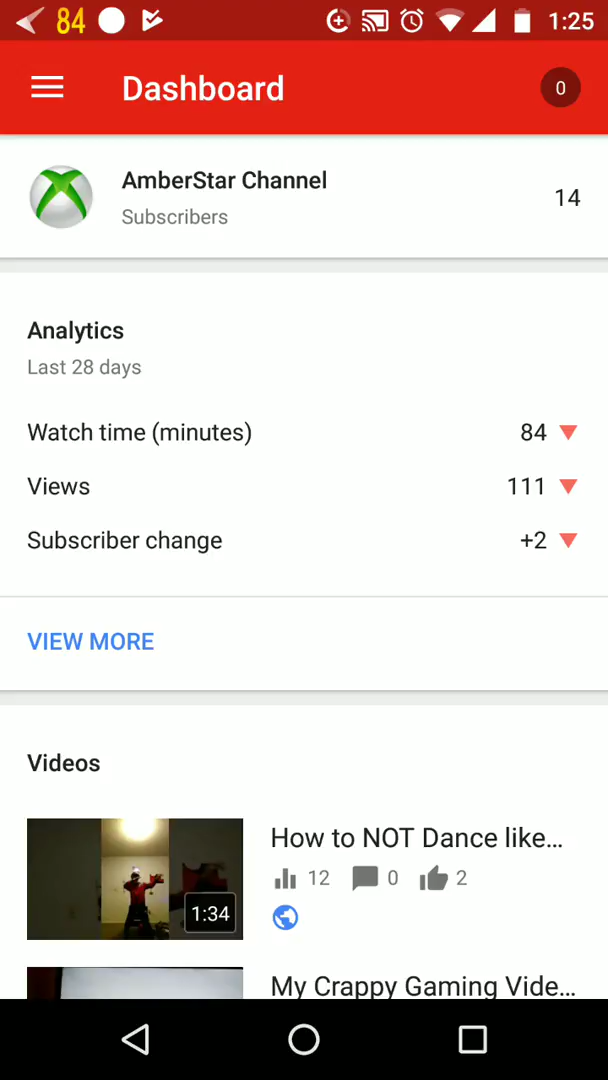 84 1:25
Dashboard 0
AmberStar Channel
Subscribers 14
Analytics
Last 28 days
Watch time (minutes) 84
Views 111
Subscriber change +2
VIEW MORE
Videos
How to NOT Dance like...
12 0 2
1:34
My Crappy Gaming Vide...